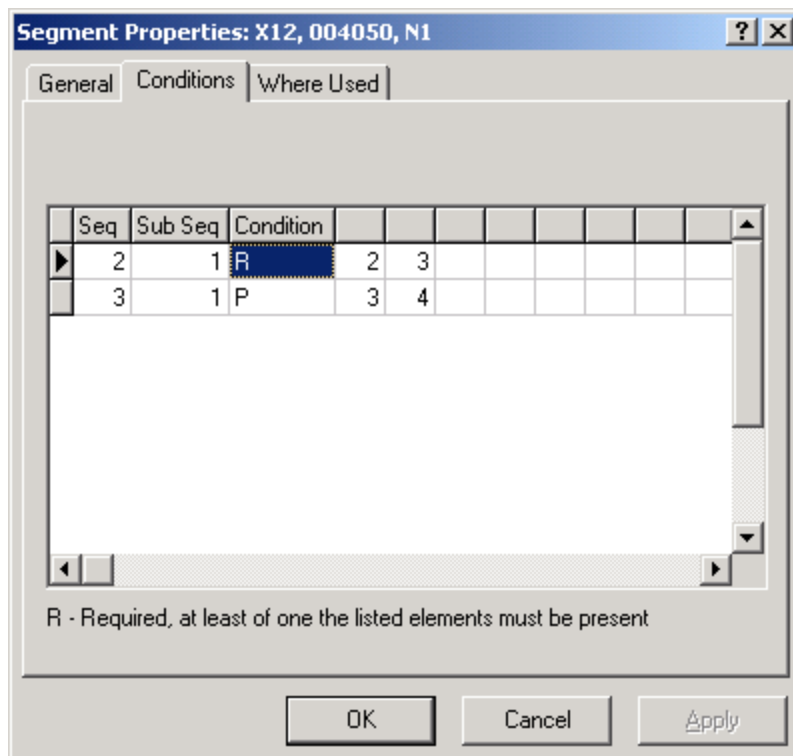 Segment Properties: X12, 004050, N1
General Conditions Where Used
Seq Sub Seq Condition
2 1 R 2 3
3 1 P 3 4
R - Required, at least of one the listed elements must be present
OK Cancel Apply